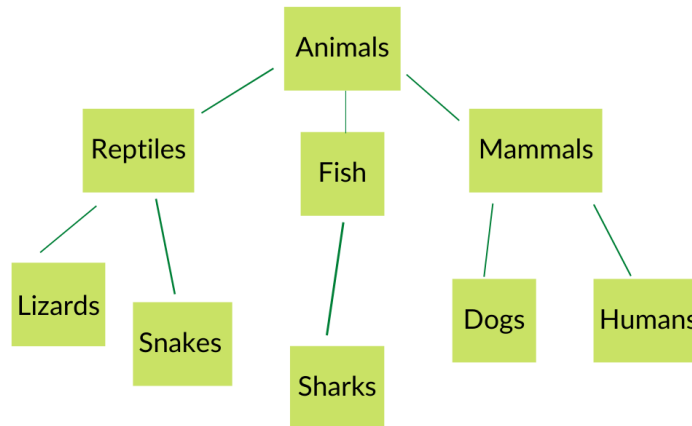 Animals
Reptiles
Fish
Mammals
Lizards
Snakes
Sharks
Dogs
Humans